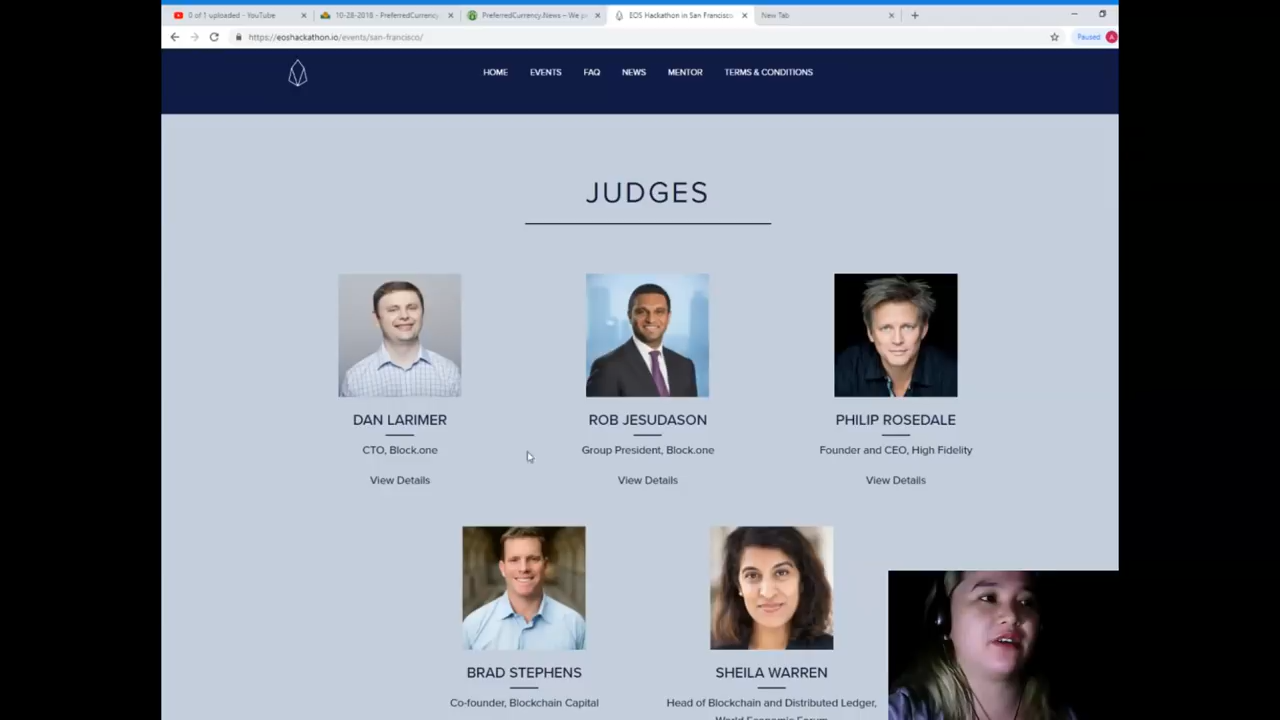 0 of 1 uploaded - YouTube
10-28-2018 - PreferredCurrency
PreferredCurrency.News – We pr
EOS Hackathon in San Francisco
New Tab
https://eoshackathon.io/events/san-francisco/
Paused
A
HOME
EVENTS
FAQ
NEWS
MENTOR
TERMS & CONDITIONS
JUDGES
DAN LARIMER
CTO, Block.one
View Details
ROB JESUDASON
Group President, Block.one
View Details
PHILIP ROSEDALE
Founder and CEO, High Fidelity
View Details
BRAD STEPHENS
Co-founder, Blockchain Capital
SHEILA WARREN
Head of Blockchain and Distributed Ledger,
World Economic Forum